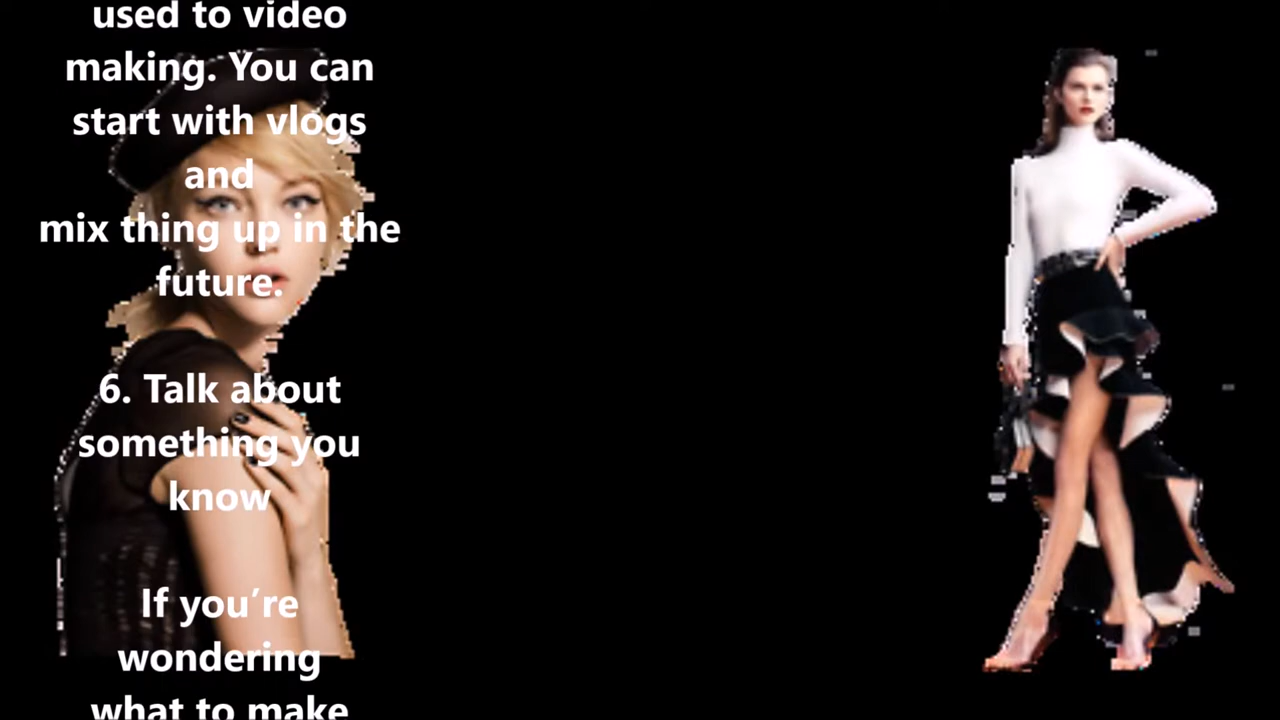 used to video
making. You can
start with vlogs
and
mix thing up in the
future.
6. Talk about
something you
know
If you’re
wondering
what to make